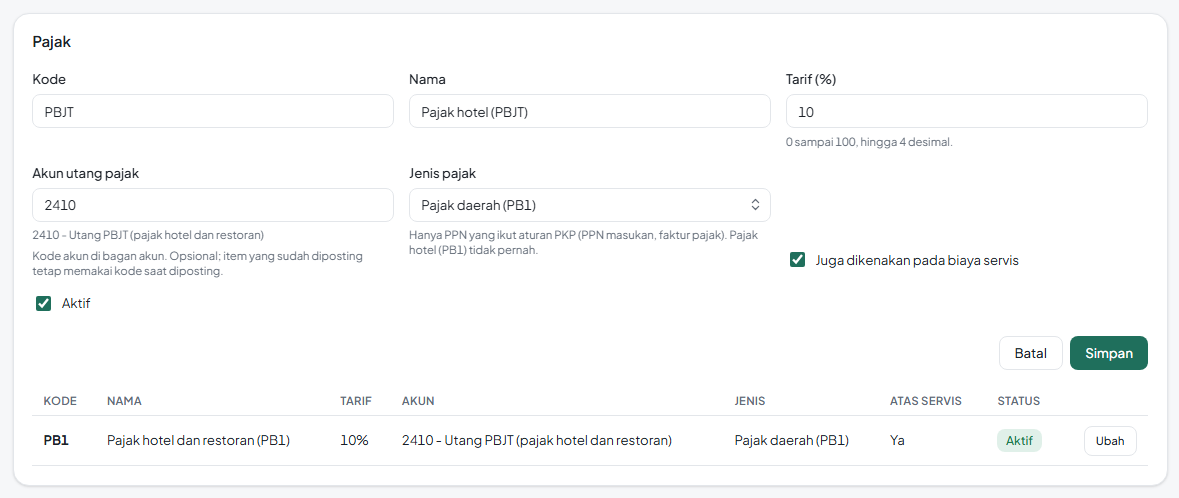 Pajak
Kode
Nama
Tarif (%)
PBJT
Pajak hotel (PBJT)
10
0 sampai 100, hingga 4 desimal.
Akun utang pajak
Jenis pajak
2410
Pajak daerah (PB1)
2410 - Utang PBJT (pajak hotel dan restoran)
Kode akun di bagan akun. Opsional; item yang sudah diposting
tetap memakai kode saat diposting.
Hanya PPN yang ikut aturan PKP (PPN masukan, faktur pajak). Pajak
hotel (PB1) tidak pernah.
Juga dikenakan pada biaya servis
Aktif
Batal
Simpan
KODE NAMA TARIF AKUN JENIS ATAS SERVIS STATUS
PB1 Pajak hotel dan restoran (PB1) 10% 2410 - Utang PBJT (pajak hotel dan restoran) Pajak daerah (PB1) Ya Aktif Ubah